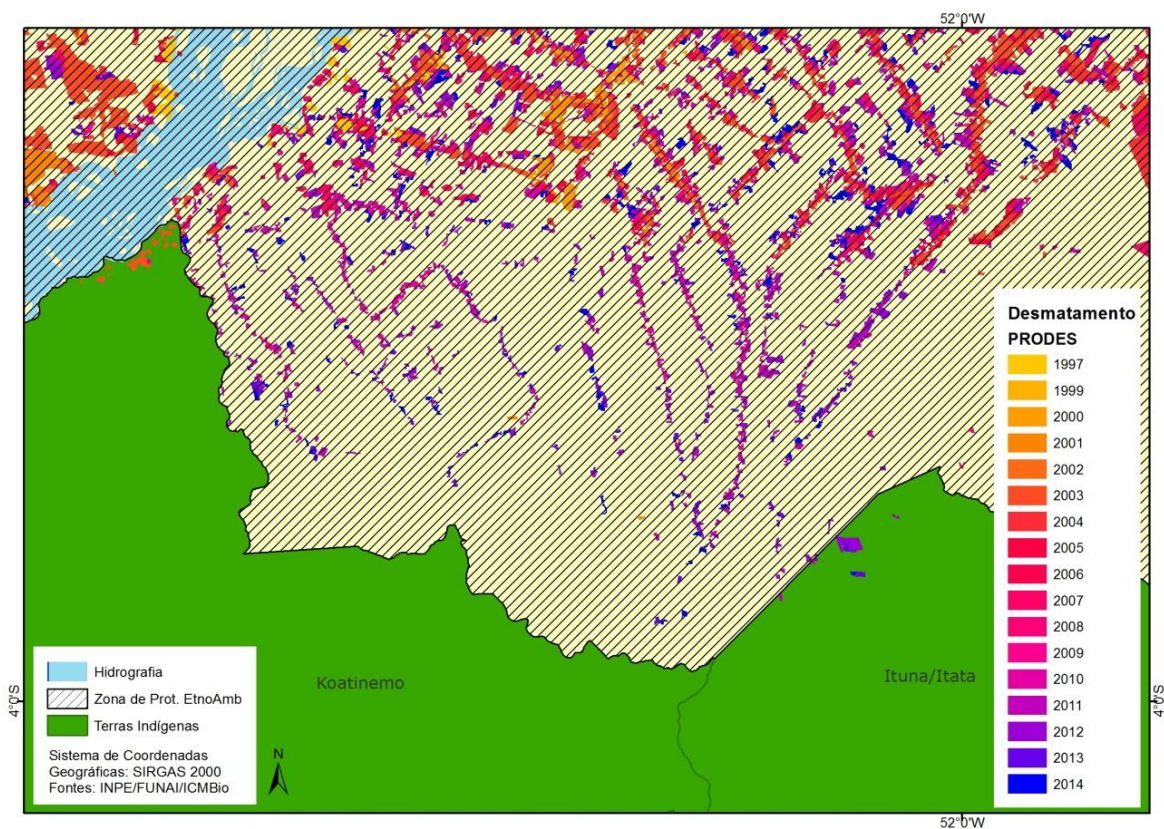 52°0'W
Desmatamento
PRODES
1997
1999
2000
2001
2002
2003
2004
2005
2006
2007
2008
2009
2010
2011
2012
2013
2014
Hidrografia
Zona de Prot. EtnoAmb
Terras Indígenas
Sistema de Coordenadas
Geográficas: SIRGAS 2000
Fontes: INPE/FUNAI/ICMBio
N
Koatinemo
Ituna/Itata
4°0'S
4°0'S
52°0'W